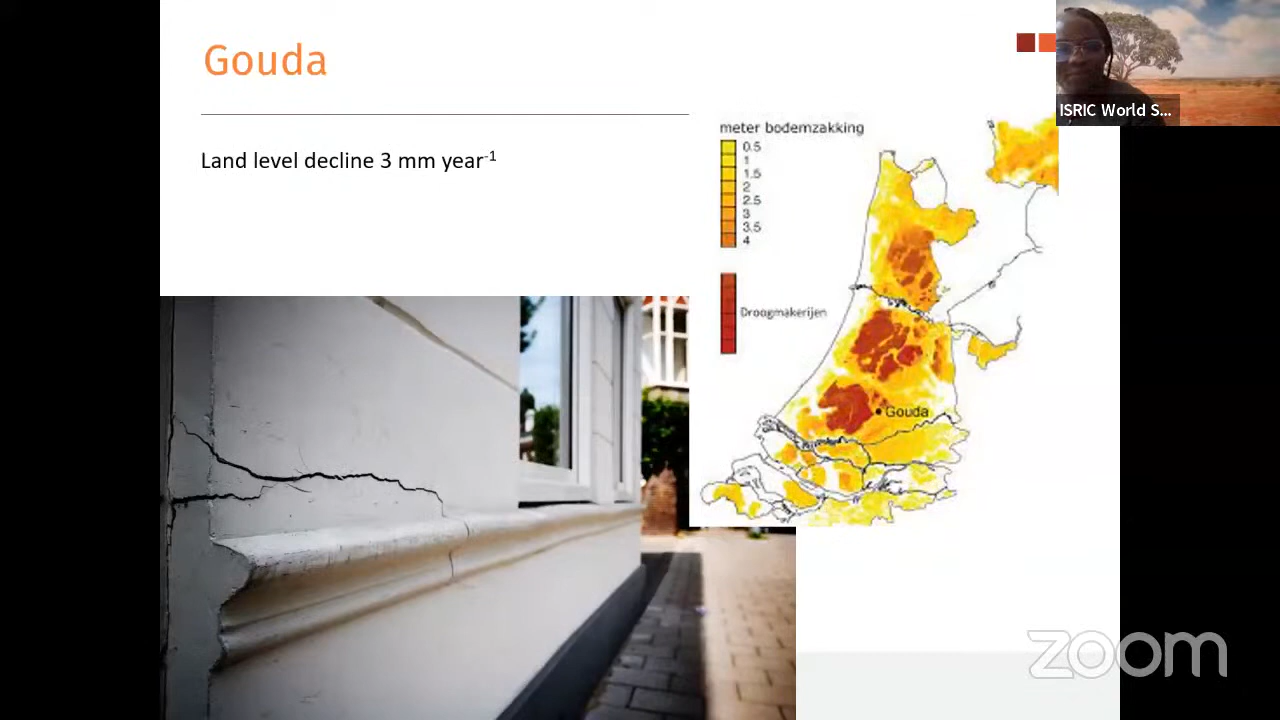 Gouda
ISRIC World S...
Land level decline 3 mm year-1
meter bodemzakking
0.5
1
1.5
2
2.5
3
3.5
4
Droogmakerijen
Gouda
zoom